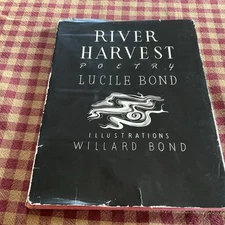 RIVER
HARVEST
POETRY
LUCILE BOND
ILLUSTRATIONS
WILLARD BOND